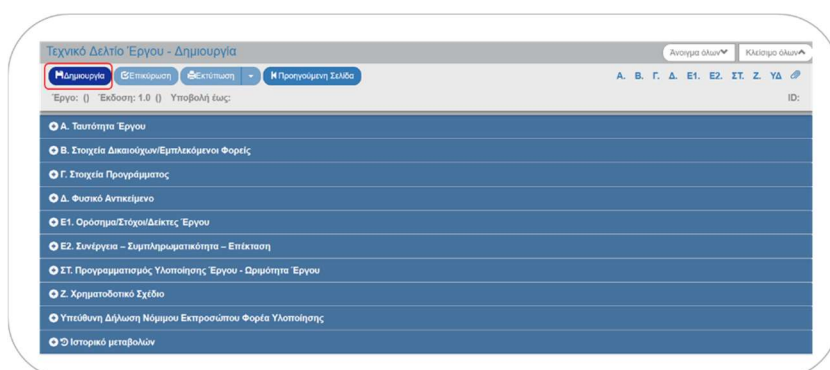 Τεχνικό Δελτίο Έργου - Δημιουργία Άνοιγμα όλων Κλείσιμο όλων
Δημιουργία Επικύρωση Εκτύπωση Προηγούμενη Σελίδα Α. Β. Γ. Δ. Ε1. Ε2. ΣΤ. Ζ. ΥΔ
Έργο: () Έκδοση: 1.0 () Υποβολή έως: ID:
Α. Ταυτότητα Έργου
Β. Στοιχεία Δικαιούχων/Εμπλεκόμενοι Φορείς
Γ. Στοιχεία Προγράμματος
Δ. Φυσικό Αντικείμενο
Ε1. Ορόσημα/Στόχοι/Δείκτες Έργου
Ε2. Συνέργεια – Συμπληρωματικότητα – Επέκταση
ΣΤ. Προγραμματισμός Υλοποίησης Έργου - Ωριμότητα Έργου
Ζ. Χρηματοδοτικό Σχέδιο
Υπεύθυνη Δήλωση Νόμιμου Εκπροσώπου Φορέα Υλοποίησης
Ιστορικό μεταβολών